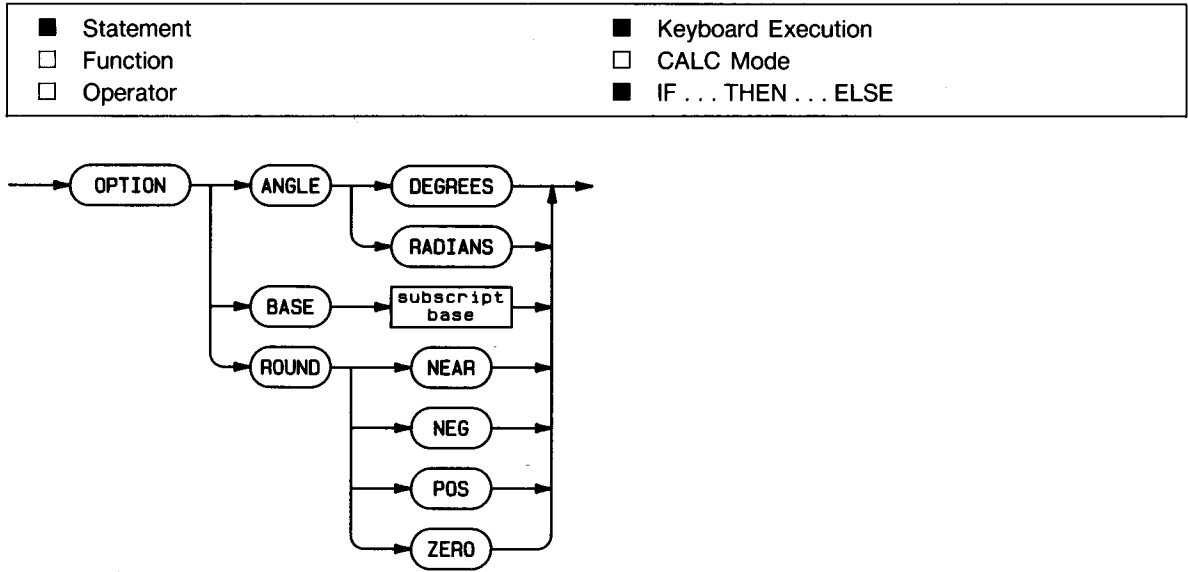 ■ Statement
□ Function
□ Operator
■ Keyboard Execution
□ CALC Mode
■ IF . . . THEN . . . ELSE
OPTION
ANGLE
DEGREES
RADIANS
BASE
subscript
base
ROUND
NEAR
NEG
POS
ZERO